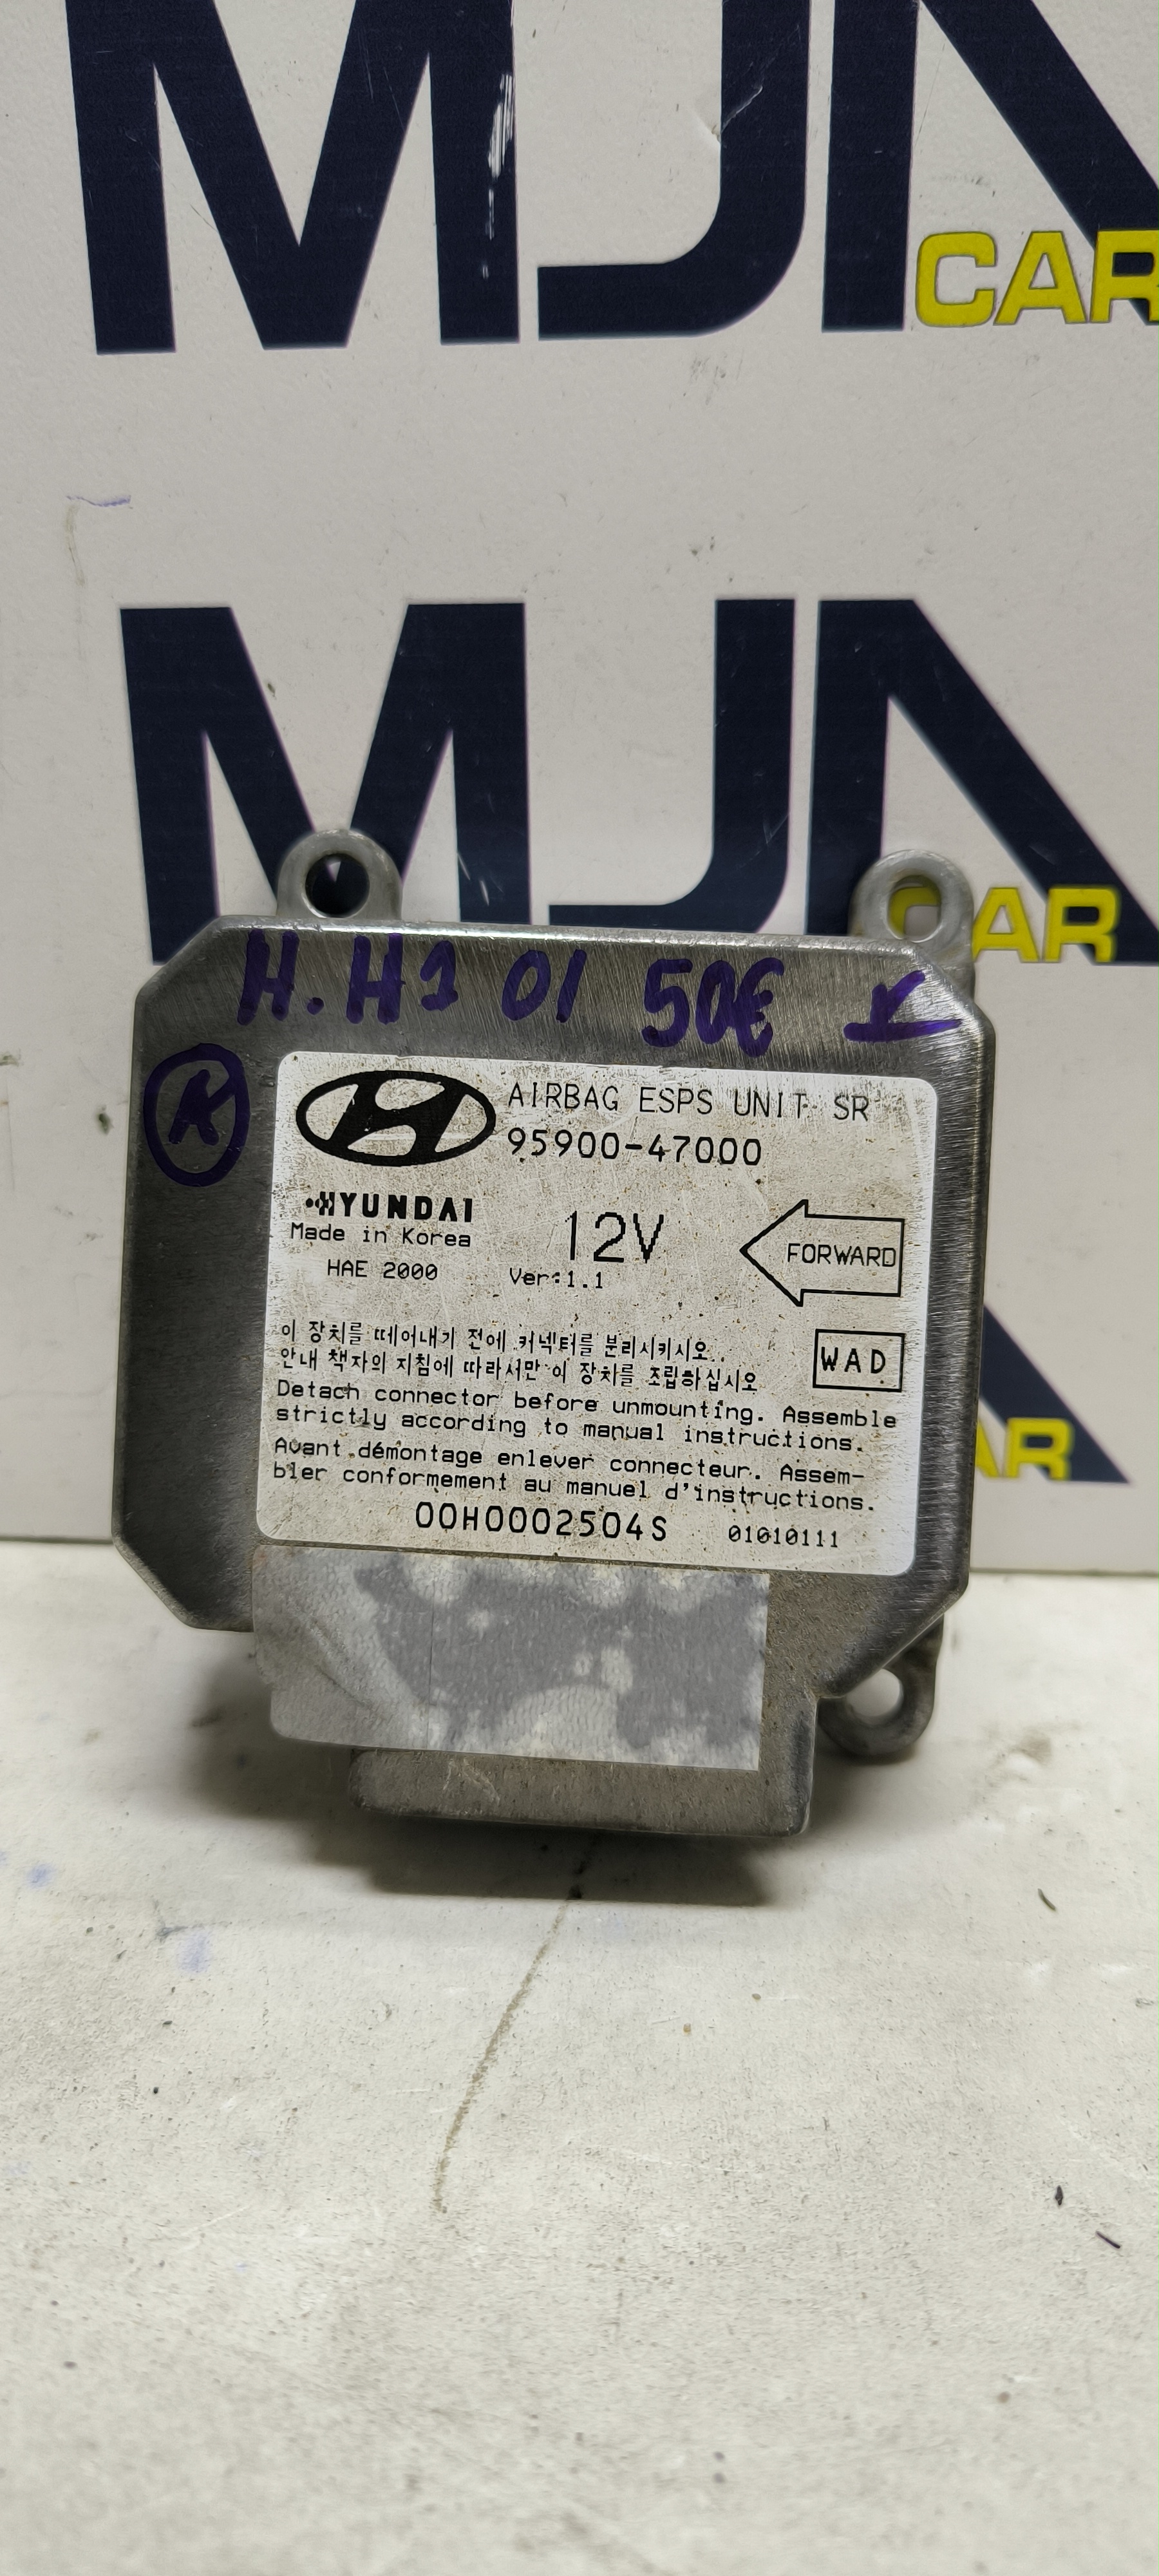 MJN
CAR
MJN
CAR
H.H1 01 50€
K
AIRBAG ESPS UNIT SR
95900-47000
HYUNDAI
Made in Korea
12V
FORWARD
HAE 2000
Ver:1.1
이 장치를 떼어내기 전에 커넥터를 분리시키시오.
안내 책자의 지침에 따라서만 이 장치를 조립하십시오
WAD
Detach connector before unmounting. Assemble
strictly according to manual instructions.
Avant démontage enlever connecteur. Assem-
bler conformement au manuel d'instructions.
AR
00H0002504S
01610111